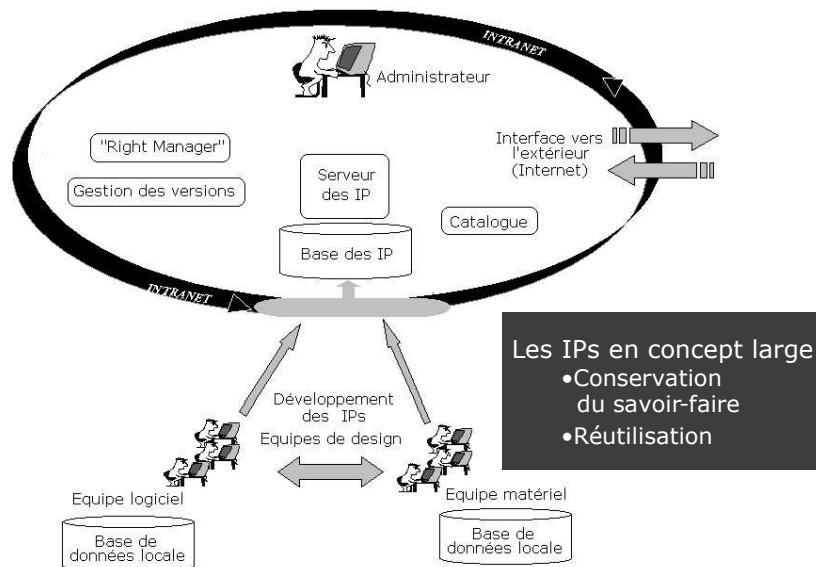 INTRANET
Administrateur
"Right Manager"
Gestion des versions
Serveur
des IP
Base des IP
Catalogue
Interface vers
l'extérieur
(Internet)
INTRANET
Les IPs en concept large
•Conservation
du savoir-faire
•Réutilisation
Développement
des IPs
Equipes de design
Equipe logiciel
Base de
données locale
Equipe matériel
Base de
données locale